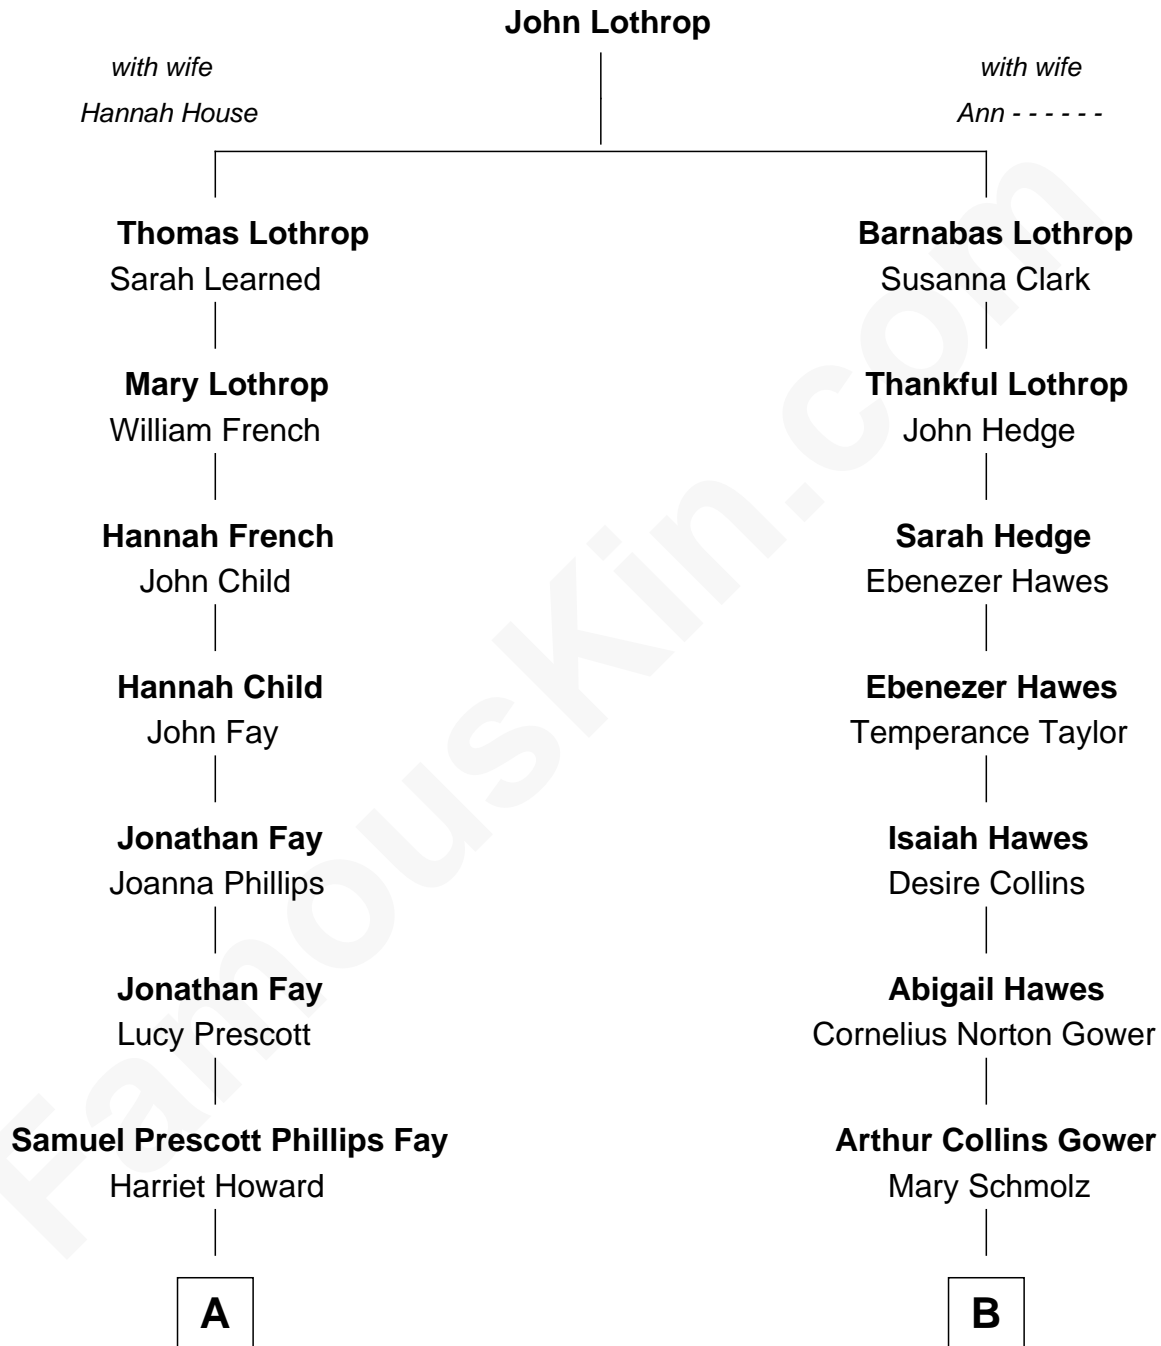 John Lothrop
with wife
Hannah House
with wife
Ann - - - - - -
Thomas Lothrop
Sarah Learned
Barnabas Lothrop
Susanna Clark
Mary Lothrop
William French
Thankful Lothrop
John Hedge
Hannah French
John Child
Sarah Hedge
Ebenezer Hawes
Hannah Child
John Fay
Ebenezer Hawes
Temperance Taylor
Jonathan Fay
Joanna Phillips
Isaiah Hawes
Desire Collins
Jonathan Fay
Lucy Prescott
Abigail Hawes
Cornelius Norton Gower
Samuel Prescott Phillips Fay
Harriet Howard
Arthur Collins Gower
Mary Schmolz
A
B
FamousKin.com